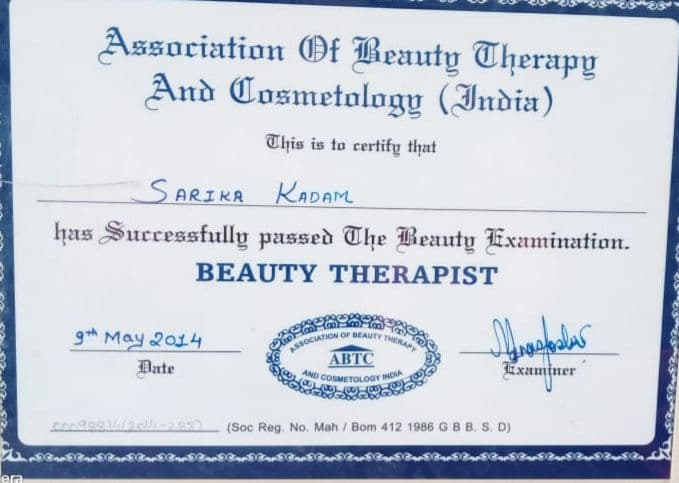 Association Of Beauty Therapy
And Cosmetology (India)
This is to certify that
SARIKA KADAM
has Successfully passed The Beauty Examination.
BEAUTY THERAPIST
9th May 2014
Date
ASSOCIATION OF BEAUTY THERAPY
ABTC
AND COSMETOLOGY INDIA
Examiner
(Soc Reg. No. Mah / Bom 412 1986 G B B. S. D)
era